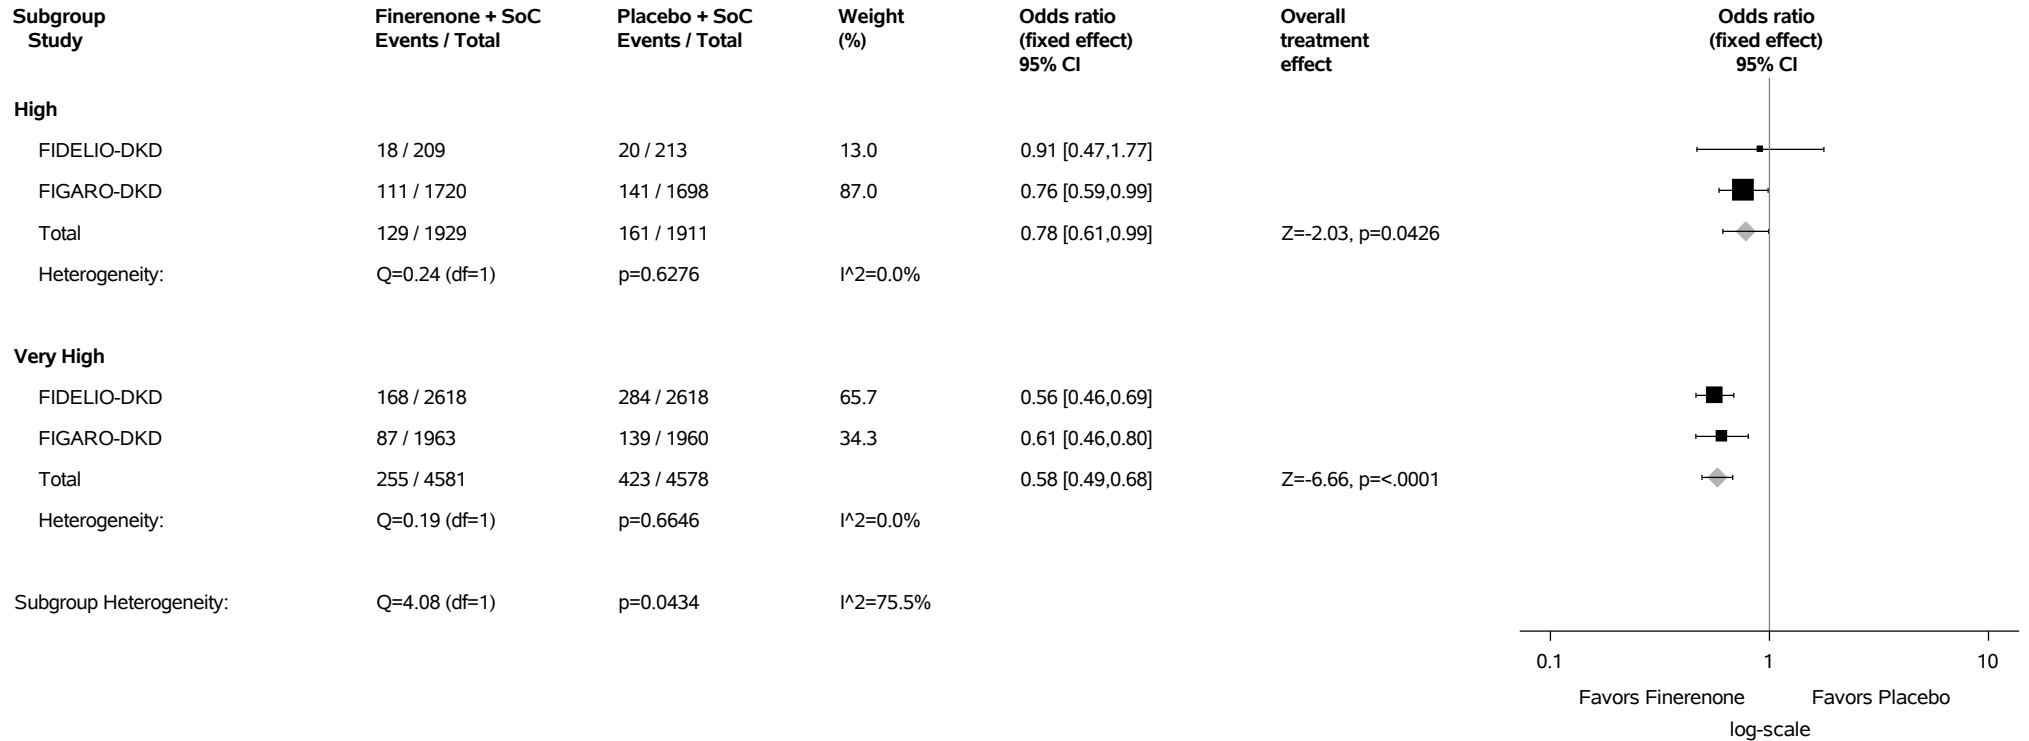 Subgroup Finerenone + SoC Placebo + SoC Weight Odds ratio Overall Odds ratio
Study Events / Total Events / Total (%) (fixed effect) treatment (fixed effect)
95% CI effect 95% CI
High
FIDELIO-DKD 18 / 209 20 / 213 13.0 0.91 [0.47,1.77]
FIGARO-DKD 111 / 1720 141 / 1698 87.0 0.76 [0.59,0.99]
Total 129 / 1929 161 / 1911 0.78 [0.61,0.99] Z=-2.03, p=0.0426
Heterogeneity: Q=0.24 (df=1) p=0.6276 I^2=0.0%
Very High
FIDELIO-DKD 168 / 2618 284 / 2618 65.7 0.56 [0.46,0.69]
FIGARO-DKD 87 / 1963 139 / 1960 34.3 0.61 [0.46,0.80]
Total 255 / 4581 423 / 4578 0.58 [0.49,0.68] Z=-6.66, p=<.0001
Heterogeneity: Q=0.19 (df=1) p=0.6646 I^2=0.0%
Subgroup Heterogeneity: Q=4.08 (df=1) p=0.0434 I^2=75.5%
0.1 1 10
Favors Finerenone Favors Placebo
log-scale